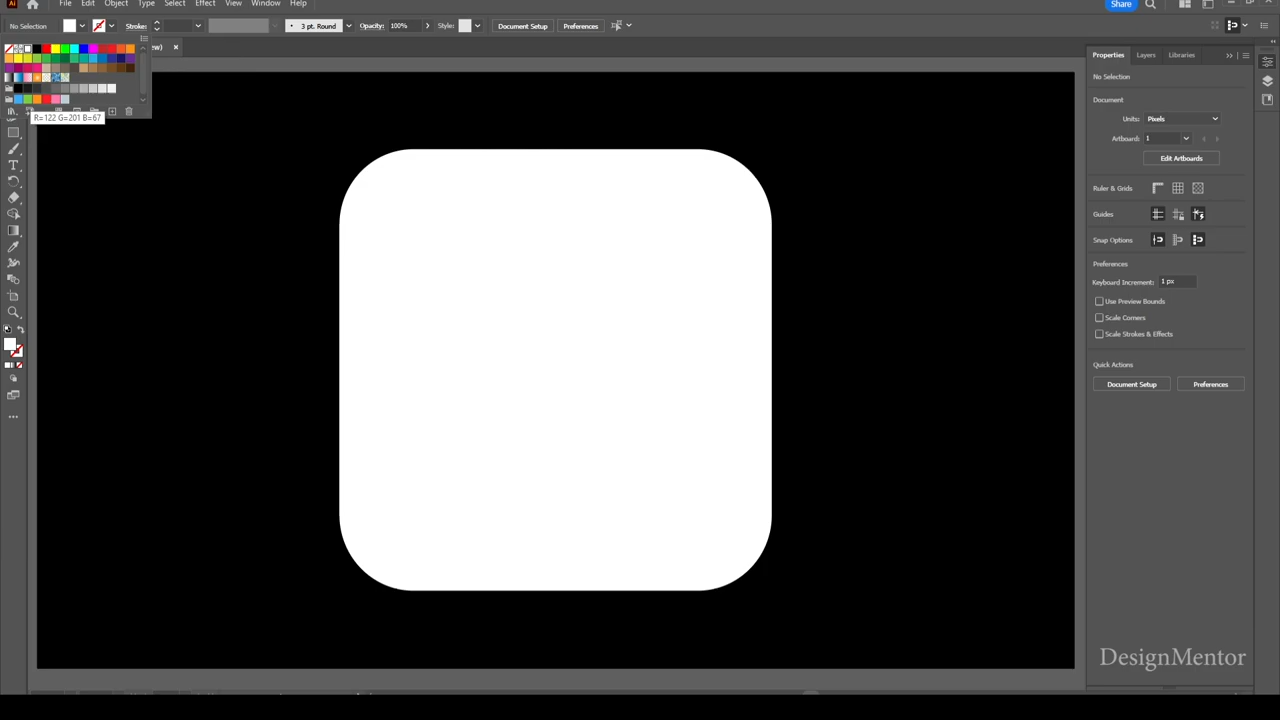 Ai File Edit Object Type Select Effect View Window Help Share
No Selection Stroke: 3 pt. Round Opacity: 100% Style: Document Setup Preferences
R=122 G=201 B=67
Properties Layers Libraries
No Selection
Document
Units: Pixels
Artboard: 1
Edit Artboards
Ruler & Grids
Guides
Snap Options
Preferences
Keyboard Increment: 1 px
Use Preview Bounds
Scale Corners
Scale Strokes & Effects
Quick Actions
Document Setup Preferences
DesignMentor